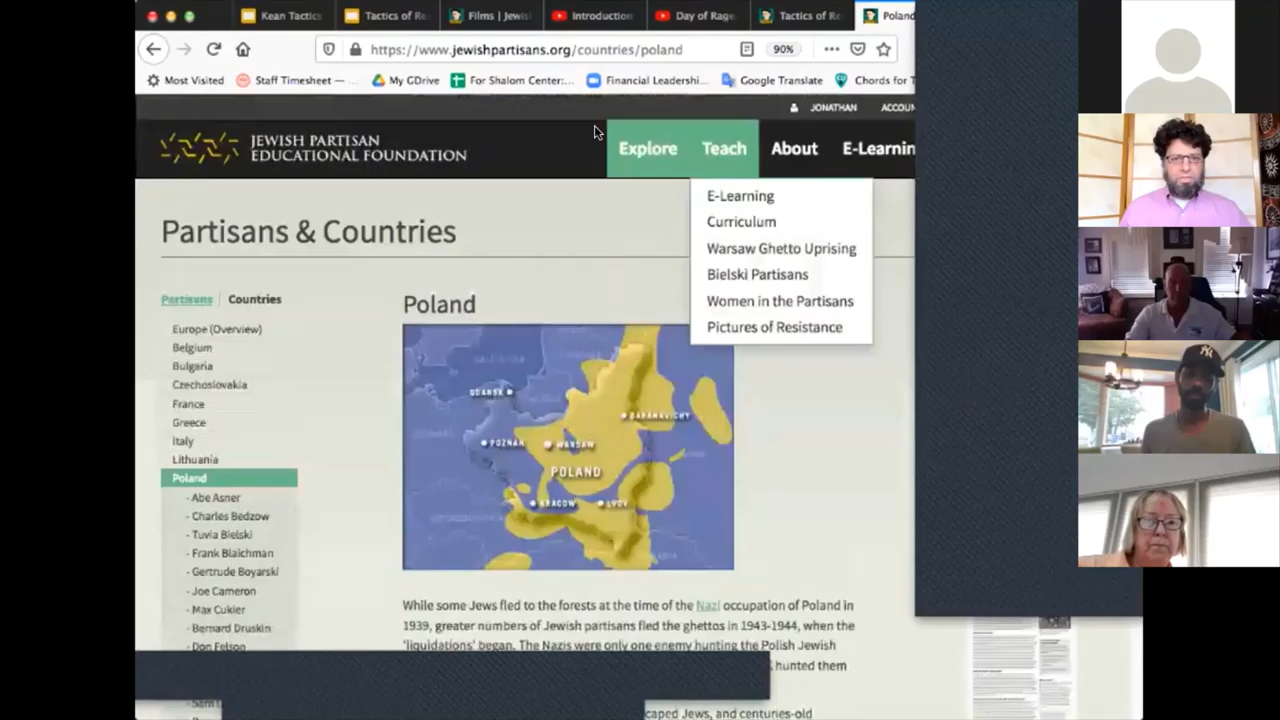 Kean Tactics
Tactics of Re
Films | Jewis
Introduction
Day of Rage
Tactics of Re
Poland
https://www.jewishpartisans.org/countries/poland
90%
Most Visited
Staff Timesheet — ...
My GDrive
For Shalom Center:...
Financial Leadershi...
Google Translate
Chords for T
JONATHAN
ACCOUN
JEWISH PARTISAN
EDUCATIONAL FOUNDATION
Explore
Teach
About
E-Learnin
E-Learning
Curriculum
Warsaw Ghetto Uprising
Bielski Partisans
Women in the Partisans
Pictures of Resistance
Partisans & Countries
Partisans | Countries
Europe (Overview)
Belgium
Bulgaria
Czechoslovakia
France
Greece
Italy
Lithuania
Poland
- Abe Asner
- Charles Bedzow
- Tuvia Bielski
- Frank Blaichman
- Gertrude Boyarski
- Joe Cameron
- Max Cukier
- Bernard Druskin
- Don Felson
Poland
GDANSK
BARANAVICHY
POZNAN
WARSAW
POLAND
KRACOW
LVOV
While some Jews fled to the forests at the time of the Nazi occupation of Poland in
1939, greater numbers of Jewish partisans fled the ghettos in 1943-1944, when the
'liquidations' began. The Nazis were only one enemy hunting the Polish Jewish
hunted them
caped Jews, and centuries-old